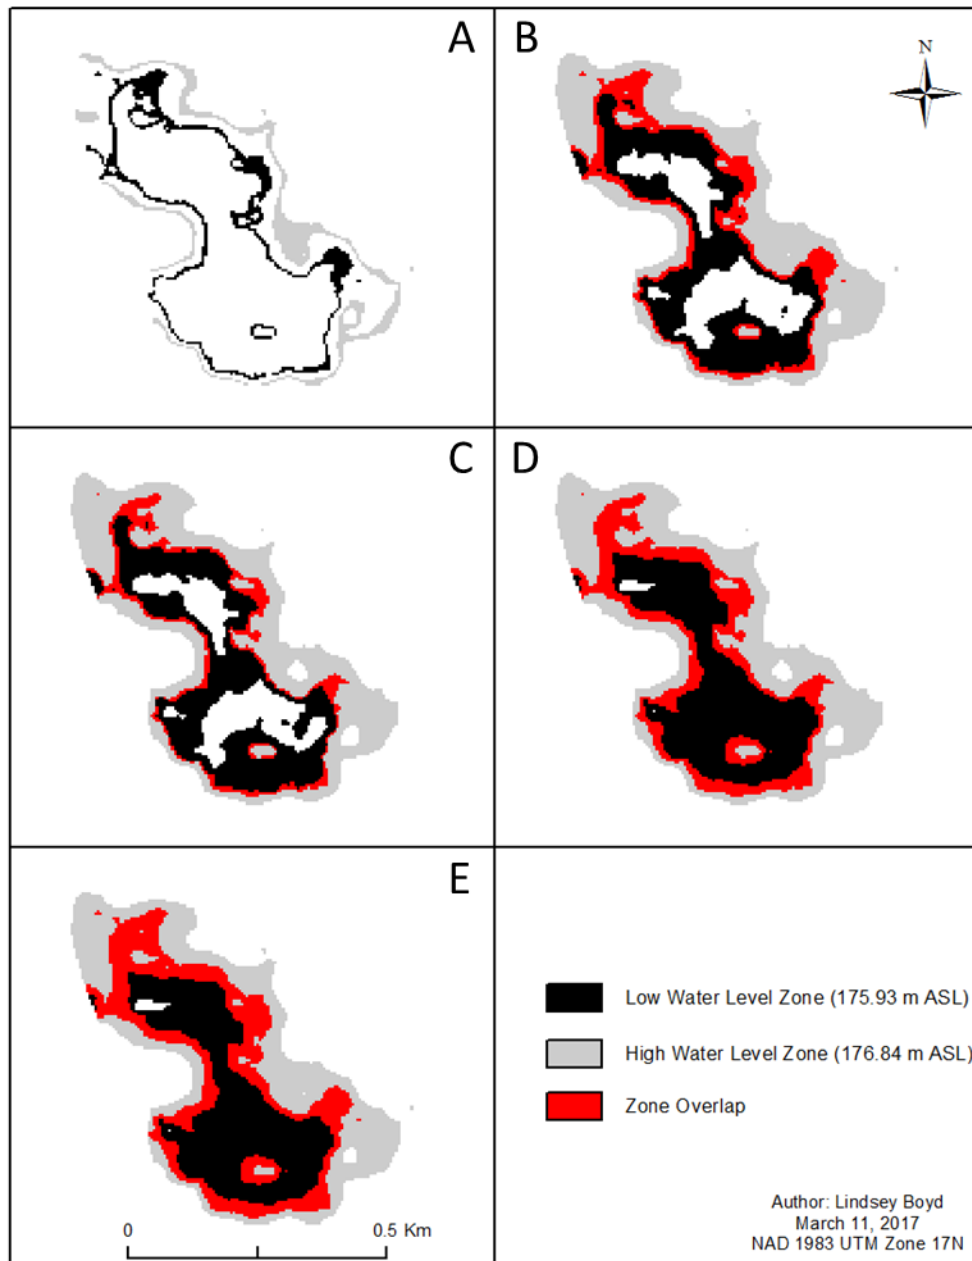 A
B
N
C
D
E
Low Water Level Zone (175.93 m ASL)
High Water Level Zone (176.84 m ASL)
Zone Overlap
0 0.5 Km
Author: Lindsey Boyd
March 11, 2017
NAD 1983 UTM Zone 17N